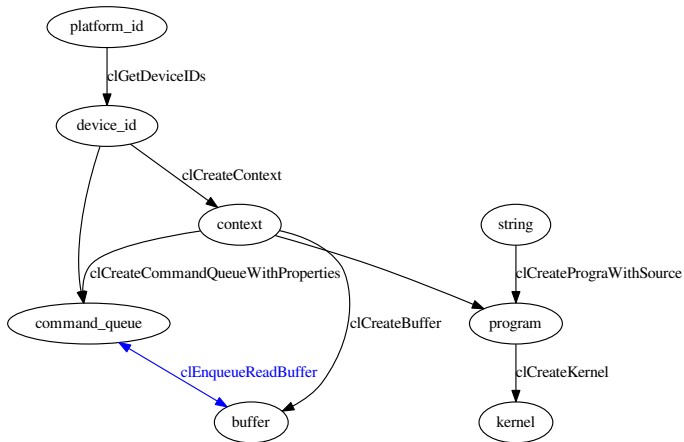 platform_id
clGetDeviceIDs
device_id
clCreateContext
context
string
clCreateCommandQueueWithProperties
clCreatePrograWithSource
command_queue
clCreateBuffer
program
clEnqueueReadBuffer
clCreateKernel
buffer
kernel